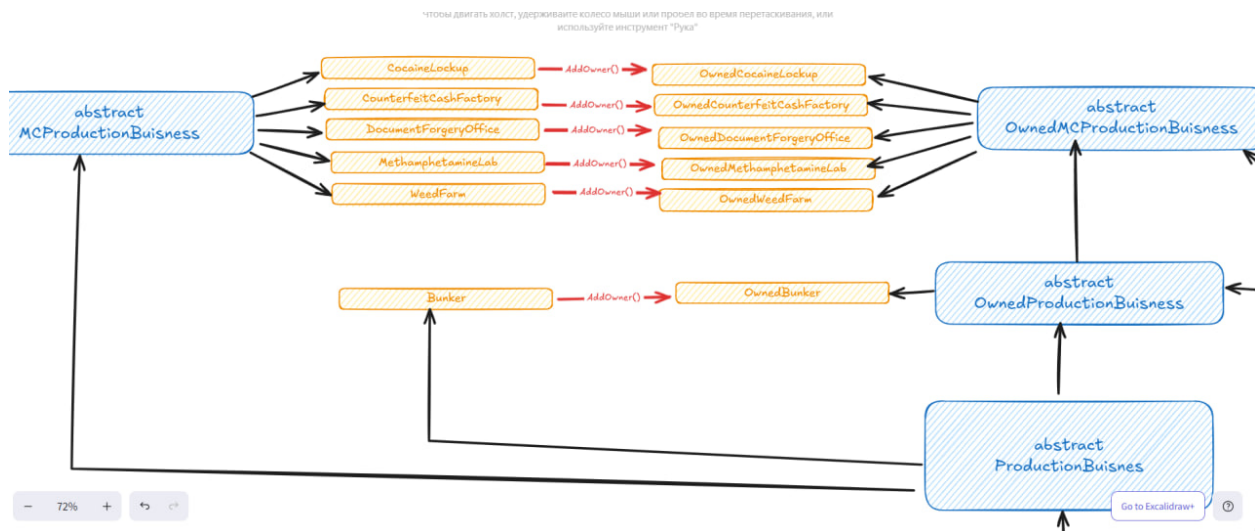 чтобы двигать холст, удерживайте колесо мыши или пробел во время перетаскивания, или
используйте инструмент "Рука"
abstract
MCProductionBuisness
CocaineLockup
AddOwner()
OwnedCocaineLockup
CounterfeitCashFactory
AddOwner()
OwnedCounterfeitCashFactory
DocumentForgeryOffice
AddOwner()
OwnedDocumentForgeryOffice
MethamphetamineLab
AddOwner()
OwnedMethamphetamineLab
WeedFarm
AddOwner()
OwnedWeedFarm
abstract
OwnedMCProductionBuisness
Bunker
AddOwner()
OwnedBunker
abstract
OwnedProductionBuisness
abstract
ProductionBuisnes
72%
Go to Excalidraw+